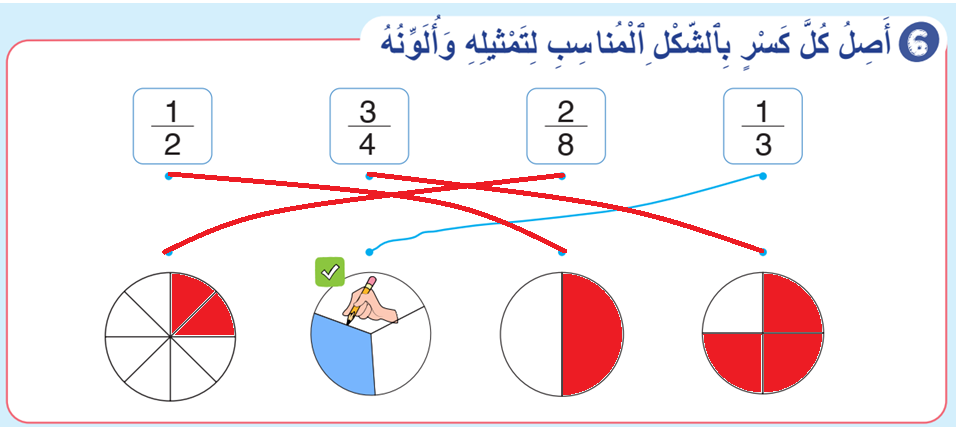 6 أَصِلُ كُلَّ كَسْرٍ بِٱلشَّكْلِ ٱلْمُناسِبِ لِتَمْثيلِهِ وَأُلَوِّنُهُ
1/2 3/4 2/8 1/3